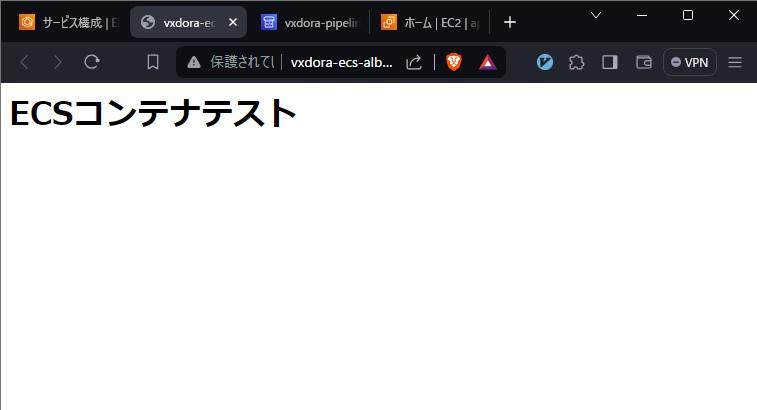 サービス構成 | E
vxdora-ec
vxdora-pipelin
ホーム | EC2 | a
保護されてい
vxdora-ecs-alb...
VPN
ECSコンテナテスト